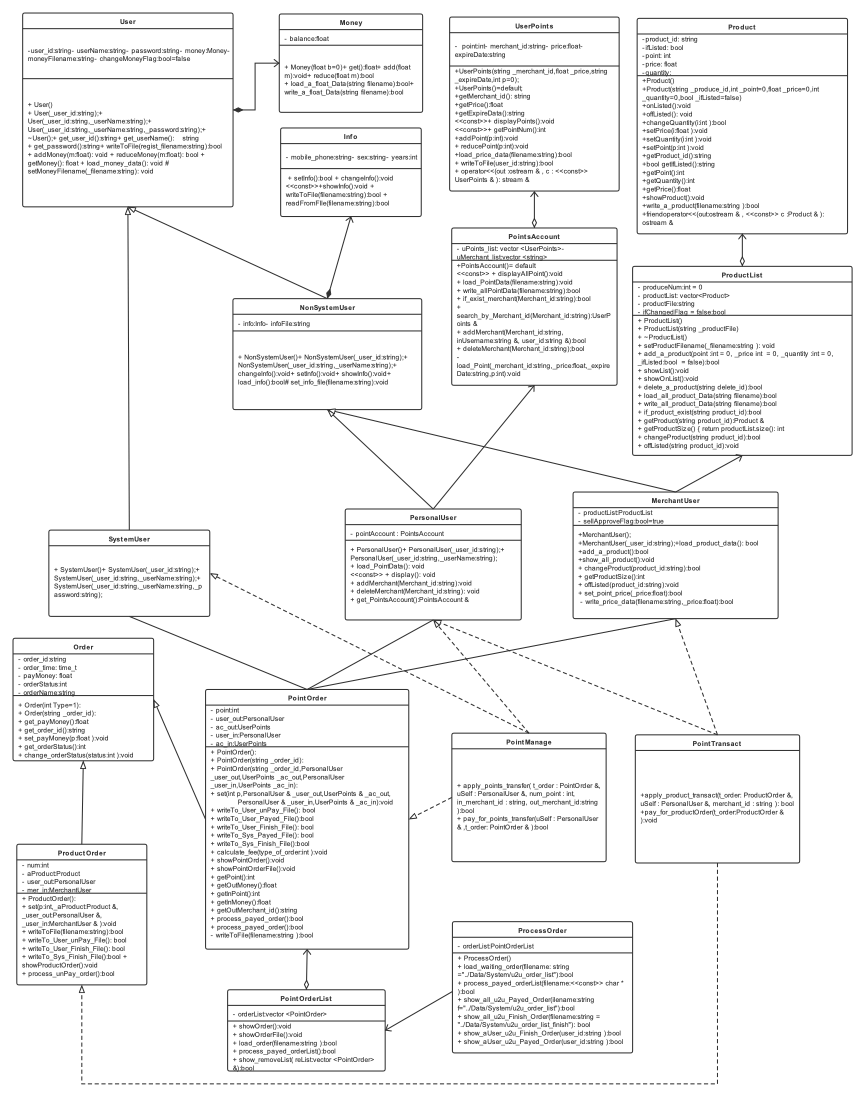 User
-user_id:string- userName:string- password:string- money:Money-
moneyFilename:string- changeMoneyFlag:bool=false
+ User()
+ User(_user_id:string);+
User(_user_id:string,_userName:string);+
User(_user_id:string,_userName:string,_password:string);+
~User();+ get_user_id():string+ get_userName(): string
+ get_password():string+ writeToFile(regist_filename:string):bool
+ addMoney(m:float): void + reduceMoney(m:float): bool +
getMoney(): float + load_money_data(): void #
setMoneyFilename(_filename:string): void
Money
- balance:float
+ Money(float b=0)+ get():float+ add(float
m):void+ reduce(float m):bool
+ load_a_float_Data(string filename):bool+
write_a_float_Data(string filename):bool
Info
- mobile_phone:string- sex:string- years:int
+ setInfo():bool + changeInfo():void
<<const>>+showInfo():void +
writeToFile(filename:string):bool +
readFromFIle(filename:string):bool
UserPoints
- point:int- merchant_id:string- price:float-
expireDate:string
+UserPoints(string _merchant_id,float _price,string
_expireDate,int p=0);
+UserPoints()=default;
+getMerchant_id(): string
+getPrice():float
+getExpireDate():string
<<const>>+ displayPoints():void
<<const>>+ getPointNum():int
+addPoint(p:int):void
+reducePoint(p:int):void
+load_price_data(filename:string):bool
+writeToFile(user_id:string):bool
+ operator<<(out :ostream & , c : <<const>>
UserPoints & ): stream &
Product
-product_id: string
-ifListed: bool
-point: int
-price: float
-quantity:
+Product()
+Product(string _produce_id,int _point=0,float _price=0,int
_quantity=0,bool _ifListed=false)
+onListed():void
+offListed(): void
+changeQuantity(:int ):bool
+setPrice(float ):void
+setQuantity(:int ):void
+setPoint(:int ):void
+getProduct_id():string
+bool getIfListed():string
+getPoint():int
+getQuantity():int
+getPrice():float
+showProduct():void
+write_a_product(filename:string ):bool
+friendoperator<<(out:ostream & , <<const>> c :Product & ):
ostream &
PointsAccount
- uPoints_list: vector <UserPoints>-
uMerchant_list:vector <string>
+PointsAccount()= default
<<const>> + displayAllPoint():void
+ load_PointData(filename:string):void
+ write_allPointData(filename:string):void
+ if_exist_merchant(Merchant_id:string):bool
+
search_by_Merchant_id(Merchant_id:string):UserP
oints &
+ addMerchant(Merchant_id:string,
inUsername:string &, user_id:string &):bool
+ deleteMerchant(Merchant_id:string);bool
-
load_Point(_merchant_id:string,_price:float,_expire
Date:string,p:int):void
ProductList
- produceNum:int = 0
- productList: vector<Product>
- productFile:string
- ifChangedFlag = false:bool
+ ProductList()
+ ProductList(string _productFile)
+ ~ProductList()
+ setProductFilename(_filename:string ): void
+ add_a_product(point :int = 0, _price int = 0, _quantity :int = 0,
_ifListed:bool = false):bool
+ showList():void
+ showOnList():void
+ delete_a_product(string delete_id):bool
+ load_all_product_Data(string filename):bool
+ write_all_product_Data(string filename):bool
+ if_product_exist(string product_id):bool
+ getProduct(string product_id):Product &
+ getProductSize() { return productList.size(): int
+ changeProduct(string product_id):bool
+ offListed(string product_id):void
NonSystemUser
- info:Info- infoFile:string
+ NonSystemUser()+ NonSystemUser(_user_id:string);+
NonSystemUser(_user_id:string,_userName:string);+
changeInfo():void+ setInfo():void+ showInfo():void+
load_info():bool# set_info_file(filename:string):void
SystemUser
+ SystemUser()+ SystemUser(_user_id:string);+
SystemUser(_user_id:string,_userName:string);+
SystemUser(_user_id:string,_userName:string,_p
assword:string);
PersonalUser
- pointAccount : PointsAccount
+ PersonalUser()+ PersonalUser(_user_id:string);+
PersonalUser(_user_id:string,_userName:string);
+ load_PointData(): void
<<const>> + display(): void
+ addMerchant(Merchant_id:string):void
+ deleteMerchant(Merchant_id:string): void
+ get_PointsAccount():PointsAccount &
MerchantUser
- productList:ProductList
- sellApproveFlag:bool=true
+MerchantUser();
+MerchantUser(_user_id:string);+load_product_data(): bool
+add_a_product():bool
+show_all_product():void
+ changeProduct(product_id:string):bool
+ getProductSize():int
+ offListed(product_id:string):void
+ set_point_price(_price:float):bool
- write_price_data(filename:string,_price:float):bool
Order
- order_id:string
- order_time: time_t
- payMoney: float
- orderStatus:int
- orderName:string
+ Order(int Type=1):
+ Order(string _order_id):
+ get_payMoney():float
+ get_order_id():string
+ set_payMoney(p:float ):void
+ get_orderStatus():int
+ change_orderStatus(status:int ):void
PointOrder
- point:int
- user_out:PersonalUser
- ac_out:UserPoints
- user_in:PersonalUser
- ac_in:UserPoints
+ PointOrder():
+ PointOrder(string _order_id):
+ PointOrder(string _order_id,PersonalUser
_user_out,UserPoints _ac_out,PersonalUser
_user_in,UserPoints _ac_in):
+ set(int p,PersonalUser & _user_out,UserPoints & _ac_out,
PersonalUser & _user_in,UserPoints & _ac_in):void
+ writeTo_User_unPay_File(): bool
+ writeTo_User_Payed_File(): bool
+ writeTo_User_Finish_File(): bool
+ writeTo_Sys_Payed_File(): bool
+ writeTo_Sys_Finish_File(): bool
+ calculate_fee(type_of_order:int ):void
+ showPointOrder():void
+ showPointOrderFile():void
+ getPoint():int
+ getOutMoney():float
+ getInPoint():int
+ getInMoney():float
+ getOutMerchant_id():string
+ process_payed_order():bool
+ process_payed_order():bool
- writeToFile(filename:string ):bool
PointManage
+ apply_points_transfer( t_order : PointOrder &,
uSelf : PersonalUser &, num_point : int,
in_merchant_id : string, out_merchant_id:string
):bool
+ pay_for_points_transfer(uSelf : PersonalUser
& ,t_order: PointOrder & ):bool
PointTransact
+apply_product_transact(t_order: ProductOrder &,
uSelf : PersonalUser &, merchant_id : string ): bool
+pay_for_productOrder(t_order:ProductOrder &
):void
ProductOrder
- num:int
- aProduct:Product
- user_out:PersonalUser
- mer_in:MerchantUser
+ ProductOrder():
+ set(p:int,_aProduct:Product &,
_user_out:PersonalUser &,
_user_in:MerchantUser & ):void
+ writeToFile(filename:string):bool
+ writeTo_User_unPay_File(): bool
+ writeTo_User_Finish_File(): bool
+ writeTo_Sys_Finish_File():bool +
showProductOrder():void
+ process_unPay_order():bool
ProcessOrder
- orderList:PointOrderList
+ ProcessOrder()
+ load_waiting_order(filename: string
="../Data/System/u2u_order_list"):bool
+ process_payed_orderList(filename:<<const>> char *
):bool
+ show_all_u2u_Payed_Order(ilename:string
f="../Data/System/u2u_order_list"):bool
+ show_all_u2u_Finish_Order(filename:string =
"../Data/System/u2u_order_list_finish"): bool
+ show_aUser_u2u_Finish_Order(user_id:string ):bool
+ show_aUser_u2u_Payed_Order(user_id:string ):bool
PointOrderList
- orderList:vector <PointOrder>
+ showOrder():void
+ showOrderFile():void
+ load_order(filename:string ):bool
+ process_payed_orderList():bool
+ show_removeList( reList:vector <PointOrder>
&):bool